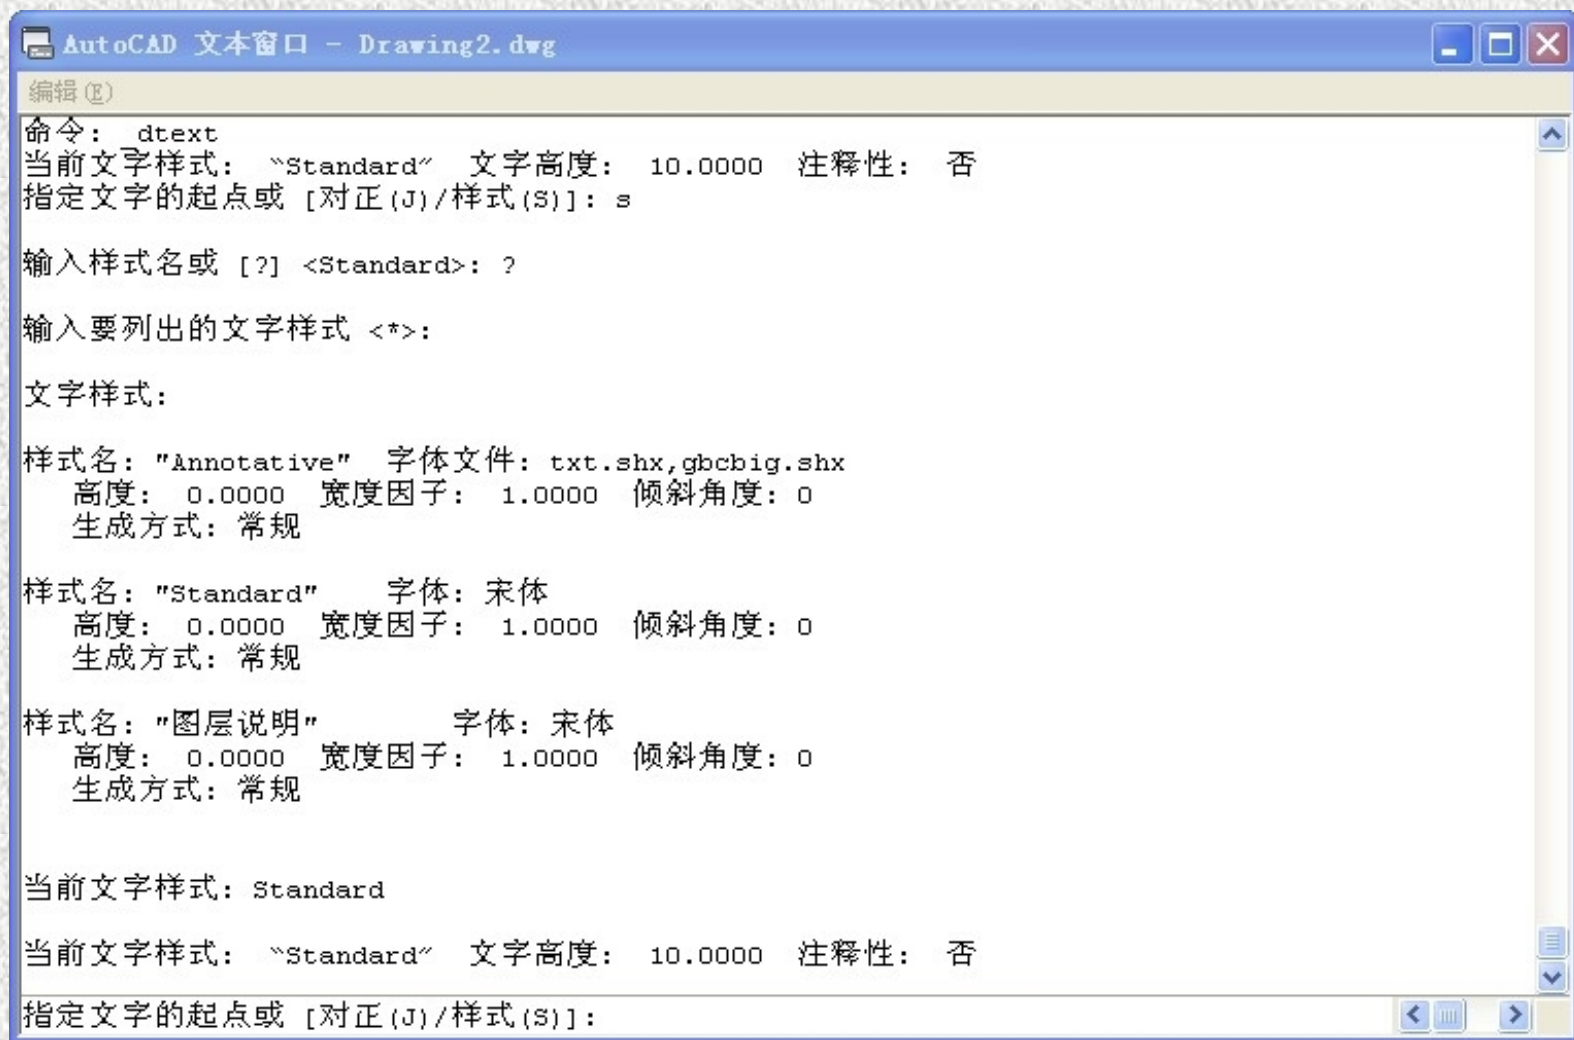 AutoCAD 文本窗口 - Drawing2.dwg
编辑(E)
命令: _dtext
当前文字样式: “Standard” 文字高度: 10.0000 注释性: 否
指定文字的起点或 [对正(J)/样式(S)]: s
输入样式名或 [?] <Standard>: ?
输入要列出的文字样式 <*>:
文字样式:
样式名: "Annotative" 字体文件: txt.shx,gbcbig.shx
高度: 0.0000 宽度因子: 1.0000 倾斜角度: 0
生成方式: 常规
样式名: "Standard" 字体: 宋体
高度: 0.0000 宽度因子: 1.0000 倾斜角度: 0
生成方式: 常规
样式名: "图层说明" 字体: 宋体
高度: 0.0000 宽度因子: 1.0000 倾斜角度: 0
生成方式: 常规
当前文字样式: Standard
当前文字样式: “Standard” 文字高度: 10.0000 注释性: 否
指定文字的起点或 [对正(J)/样式(S)]: